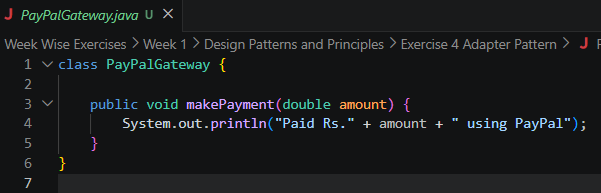 PayPalGateway.java U
Week Wise Exercises > Week 1 > Design Patterns and Principles > Exercise 4 Adapter Pattern > J
1 class PayPalGateway {
2
3     public void makePayment(double amount) {
4         System.out.println("Paid Rs." + amount + " using PayPal");
5     }
6 }
7